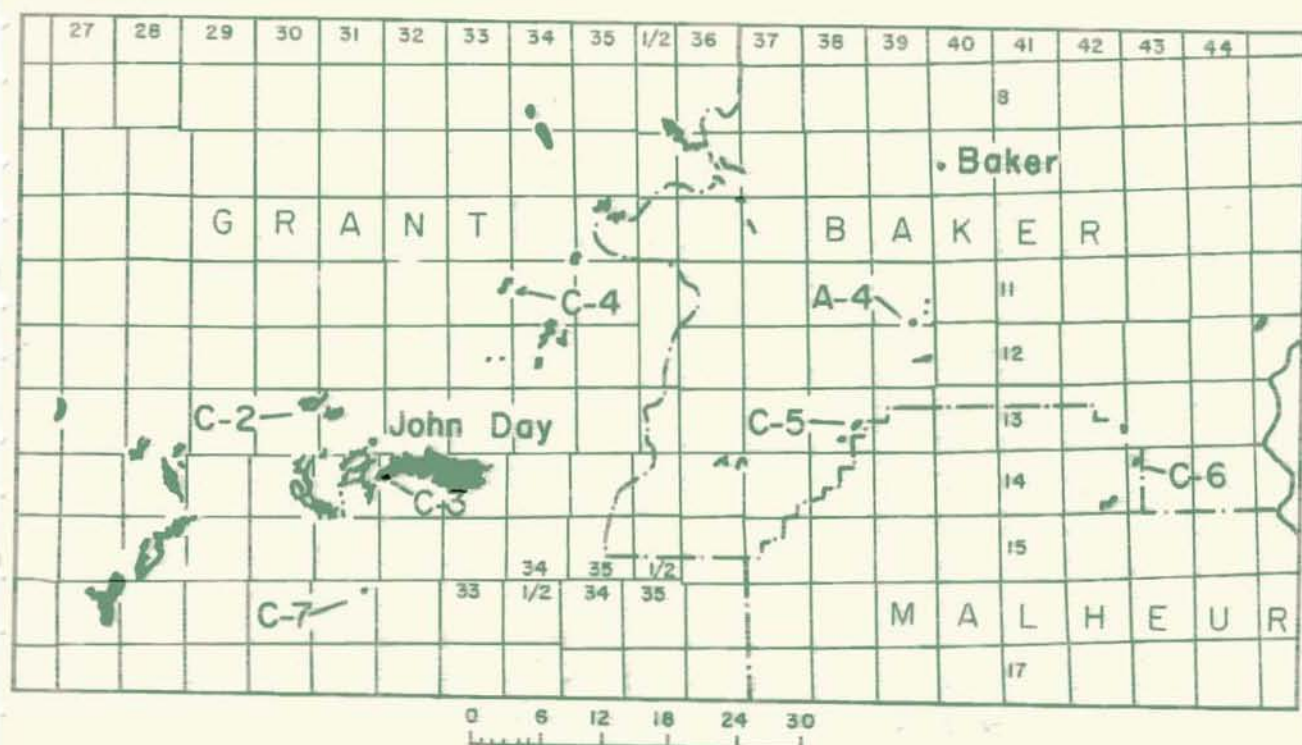 27 28 29 30 31 32 33 34 35 1/2 36 37 38 39 40 41 42 43 44
8
Baker
G R A N T B A K E R
C-4 A-4 11
12
C-2 John Day C-5 13
C-3 14 C-6
15
34 35 1/2
C-7 33 1/2 34 35 M A L H E U R
17
0 6 12 18 24 30